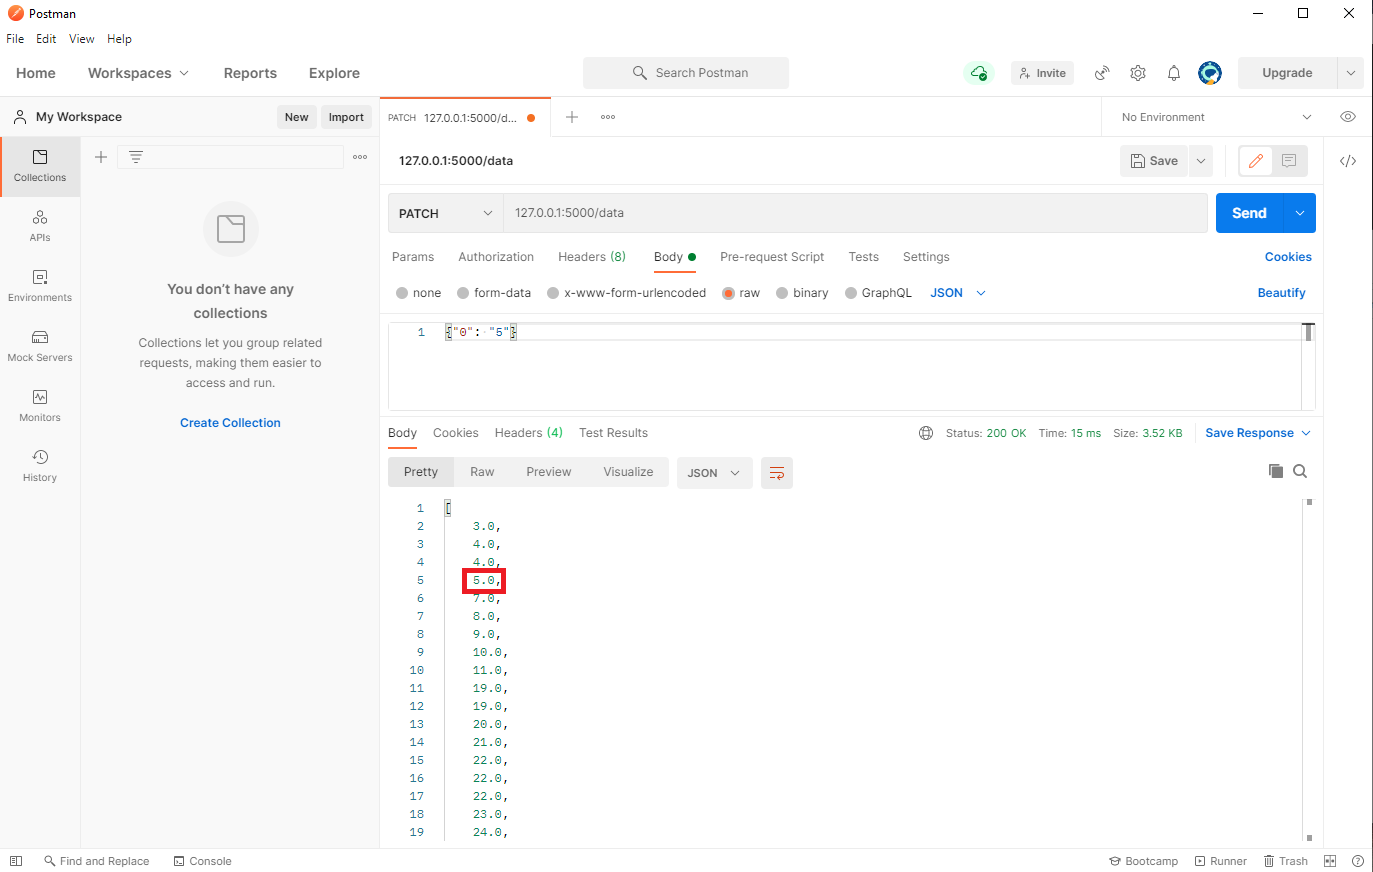 Postman
File Edit View Help
Home Workspaces Reports Explore Search Postman Invite Upgrade
My Workspace New Import PATCH 127.0.0.1:5000/d... No Environment
127.0.0.1:5000/data Save
Collections
APIs
Environments
Mock Servers
Monitors
History
You don't have any
collections
Collections let you group related
requests, making them easier to
access and run.
Create Collection
PATCH 127.0.0.1:5000/data Send
Params Authorization Headers (8) Body Pre-request Script Tests Settings Cookies
none form-data x-www-form-urlencoded raw binary GraphQL JSON Beautify
1 {"0": "5"}
Body Cookies Headers (4) Test Results Status: 200 OK Time: 15 ms Size: 3.52 KB Save Response
Pretty Raw Preview Visualize JSON
1 [
2 3.0,
3 4.0,
4 4.0,
5 5.0,
6 7.0,
7 8.0,
8 9.0,
9 10.0,
10 11.0,
11 19.0,
12 19.0,
13 20.0,
14 21.0,
15 22.0,
16 22.0,
17 22.0,
18 23.0,
19 24.0,
Find and Replace Console Bootcamp Runner Trash